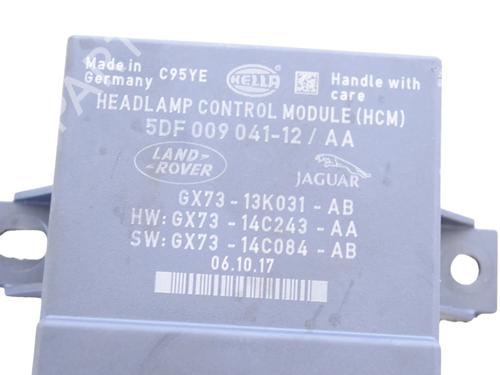 Made in
Germany
C95YE
HELLA
Handle with
care
HEADLAMP CONTROL MODULE (HCM)
5DF 009 041-12 / AA
LAND-
ROVER
JAGUAR
GX73 - 13K031 - AB
HW: GX73 - 14C243 - AA
SW: GX73 - 14C084 - AB
06.10.17